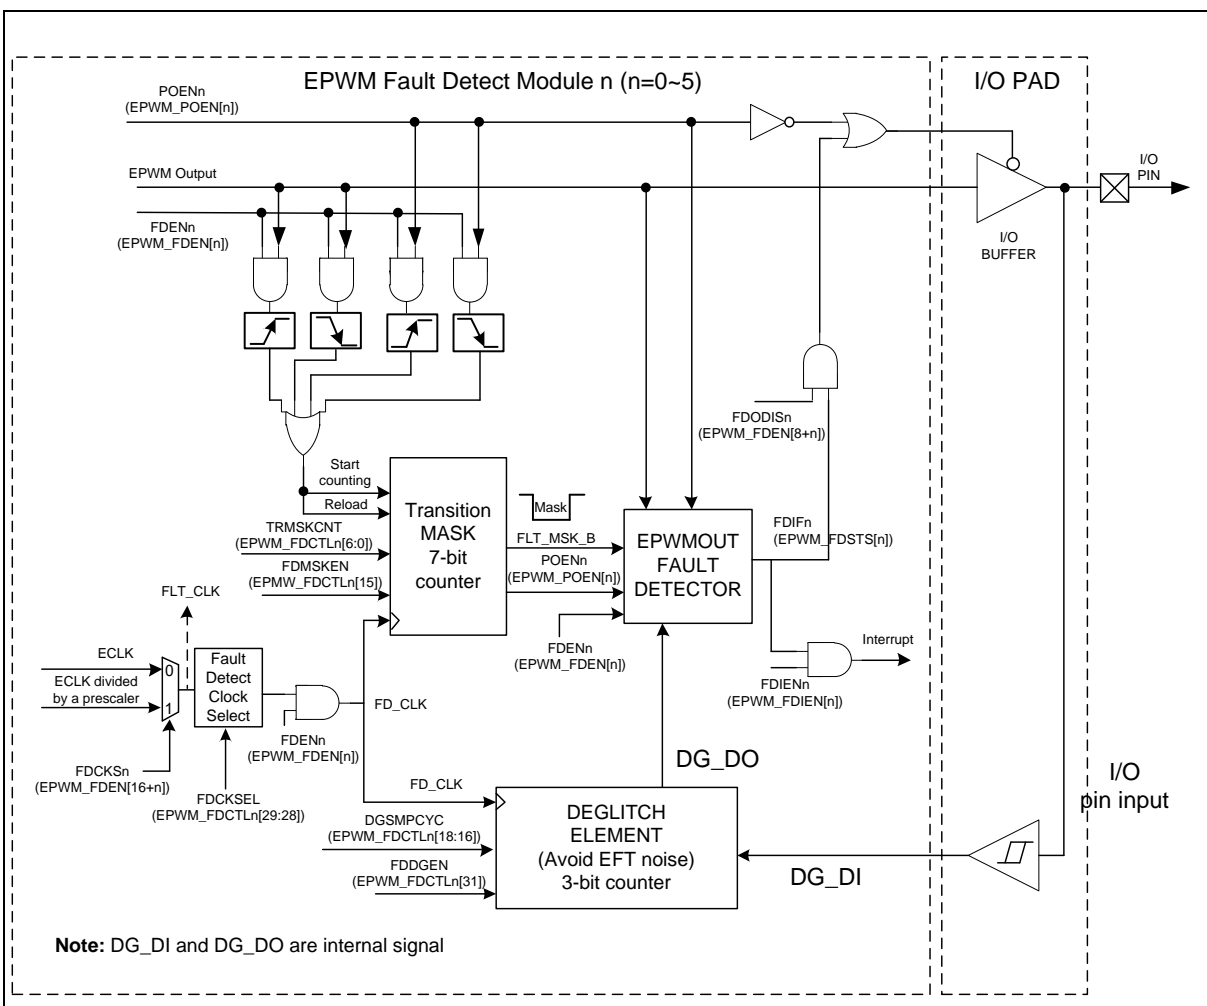 EPWM Fault Detect Module n (n=0~5)
I/O PAD
POENn
(EPWM_POEN[n])
EPWM Output
FDENn
(EPWM_FDEN[n])
I/O
PIN
I/O
BUFFER
FDODISn
(EPWM_FDEN[8+n])
Start
counting
Reload
Transition
MASK
7-bit
counter
TRMSKCNT
(EPWM_FDCTLn[6:0])
FDMSKEN
(EPMW_FDCTLn[15])
Mask
FLT_MSK_B
POENn
(EPWM_POEN[n])
EPWMOUT
FAULT
DETECTOR
FDIFn
(EPWM_FDSTS[n])
FDENn
(EPWM_FDEN[n])
Interrupt
FDIENn
(EPWM_FDIEN[n])
FLT_CLK
ECLK
ECLK divided
by a prescaler
0
1
Fault
Detect
Clock
Select
FD_CLK
FDENn
(EPWM_FDEN[n])
FDCKSn
(EPWM_FDEN[16+n])
FDCKSEL
(EPWM_FDCTLn[29:28])
DG_DO
FD_CLK
DGSMPCYC
(EPWM_FDCTLn[18:16])
FDDGEN
(EPWM_FDCTLn[31])
DEGLITCH
ELEMENT
(Avoid EFT noise)
3-bit counter
DG_DI
I/O
pin input
Note: DG_DI and DG_DO are internal signal